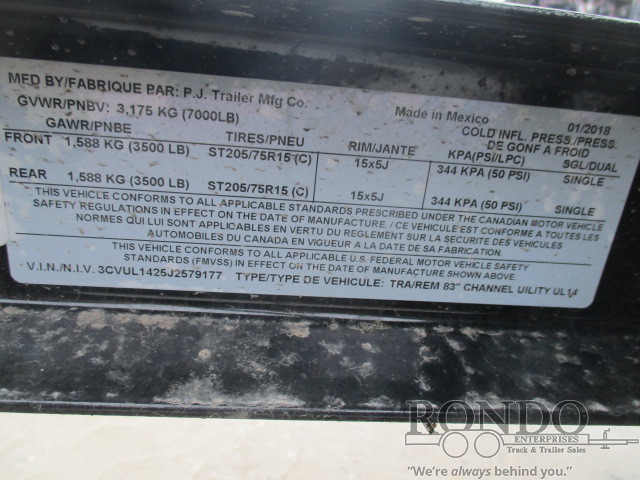 MFD BY/FABRIQUE PAR: P.J. Trailer Mfg Co. Made in Mexico 01/2018
GVWR/PNBV: 3,175 KG (7000LB) COLD INFL. PRESS./PRESS.
GAWR/PNBE TIRES/PNEU RIM/JANTE DE GONF A FROID
KPA(PSI/LPC) SGL/DUAL
FRONT 1,588 KG (3500 LB) ST205/75R15 (C) 15x5J 344 KPA (50 PSI) SINGLE
REAR 1,588 KG (3500 LB) ST205/75R15 (C) 15x5J 344 KPA (50 PSI) SINGLE
THIS VEHICLE CONFORMS TO ALL APPLICABLE STANDARDS PRESCRIBED UNDER THE CANADIAN MOTOR VEHICLE
SAFETY REGULATIONS IN EFFECT ON THE DATE OF MANUFACTURE. / CE VEHICULE EST CONFORME A TOUTES
NORMES QUI LUI SONT APPLICABLES EN VERTU DU REGLEMENT SUR LA SECURITE DES VEHICULES
AUTOMOBILES DU CANADA EN VIGUEUR A LA DATE DE SA FABRICATION
THIS VEHICLE CONFORMS TO ALL APPLICABLE U.S. FEDERAL MOTOR VEHICLE SAFETY
STANDARDS (FMVSS) IN EFFECT ON THE DATE OF MANUFACTURE SHOWN ABOVE.
V.I.N./N.I.V. 3CVUL1425J2579177 TYPE/TYPE DE VÉHICULE: TRA/REM 83" CHANNEL UILITY UL14
RONDO
ENTERPRISES
Truck & Trailer Sales
"We're always behind you."